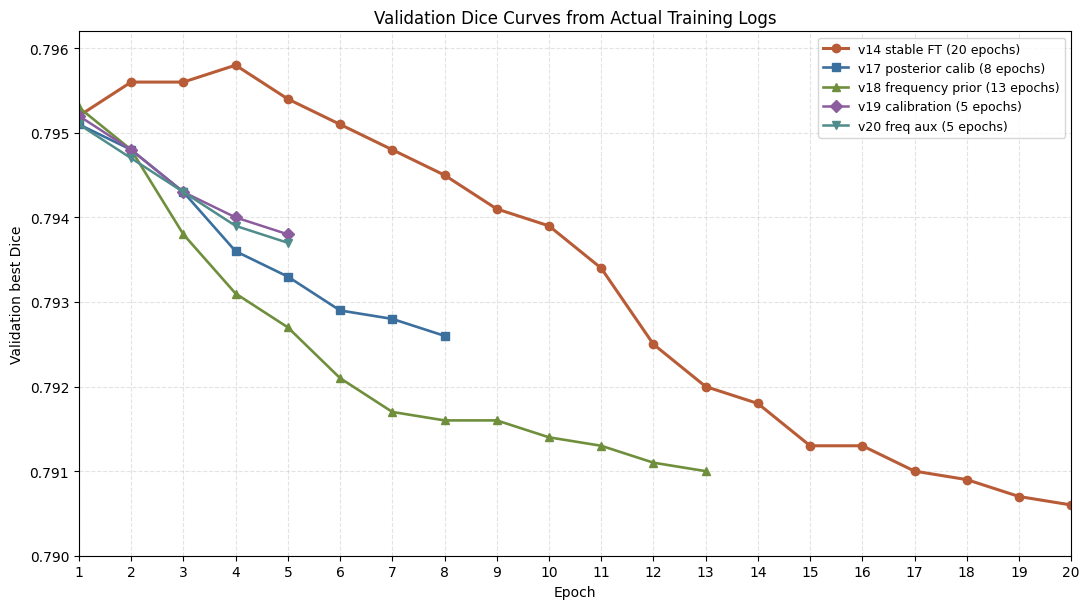 Validation Dice Curves from Actual Training Logs
v14 stable FT (20 epochs)
v17 posterior calib (8 epochs)
v18 frequency prior (13 epochs)
v19 calibration (5 epochs)
v20 freq aux (5 epochs)
Validation best Dice
0.796
0.795
0.794
0.793
0.792
0.791
0.790
1 2 3 4 5 6 7 8 9 10 11 12 13 14 15 16 17 18 19 20
Epoch